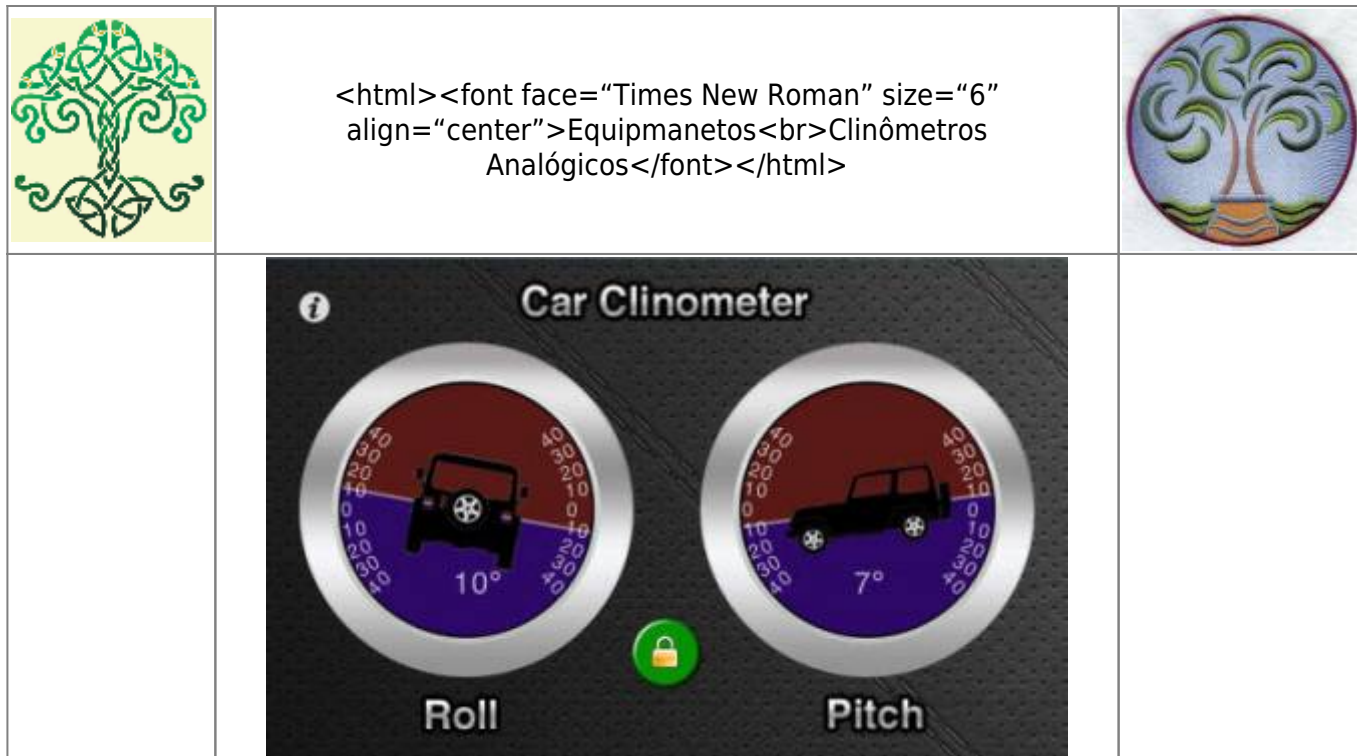 <html><font face=“Times New Roman” size=“6”
align=“center”>Equipmanetos<br>Clinômetros
Analógicos</font></html>
i
Car Clinometer
40 40
30 30
20 20
10 10
0 0
10 10
20 20
30 30
40 40
10°
40 40
30 30
20 20
10 10
0 0
10 10
20 20
30 30
40 40
7°
Roll
Pitch